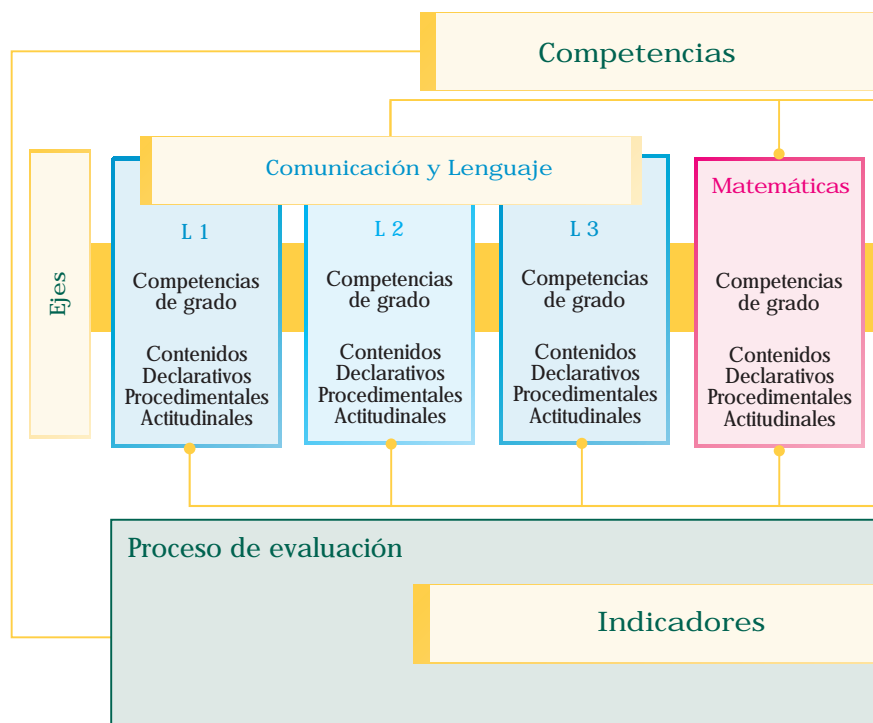 Competencias
Comunicación y Lenguaje
Ejes
L 1
Competencias
de grado
Contenidos
Declarativos
Procedimentales
Actitudinales
L 2
Competencias
de grado
Contenidos
Declarativos
Procedimentales
Actitudinales
L 3
Competencias
de grado
Contenidos
Declarativos
Procedimentales
Actitudinales
Matemáticas
Competencias
de grado
Contenidos
Declarativos
Procedimentales
Actitudinales
Proceso de evaluación
Indicadores